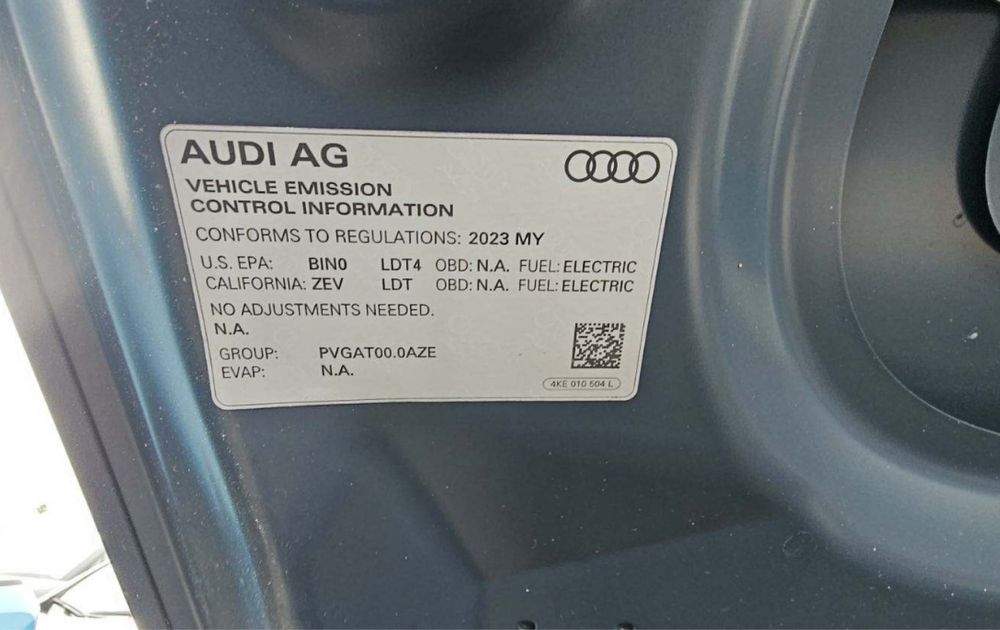 AUDI AG
VEHICLE EMISSION
CONTROL INFORMATION
CONFORMS TO REGULATIONS: 2023 MY
U.S. EPA: BIN0 LDT4 OBD: N.A. FUEL: ELECTRIC
CALIFORNIA: ZEV LDT OBD: N.A. FUEL: ELECTRIC
NO ADJUSTMENTS NEEDED.
N.A.
GROUP: PVGAT00.0AZE
EVAP: N.A.
4KE 010 504 L